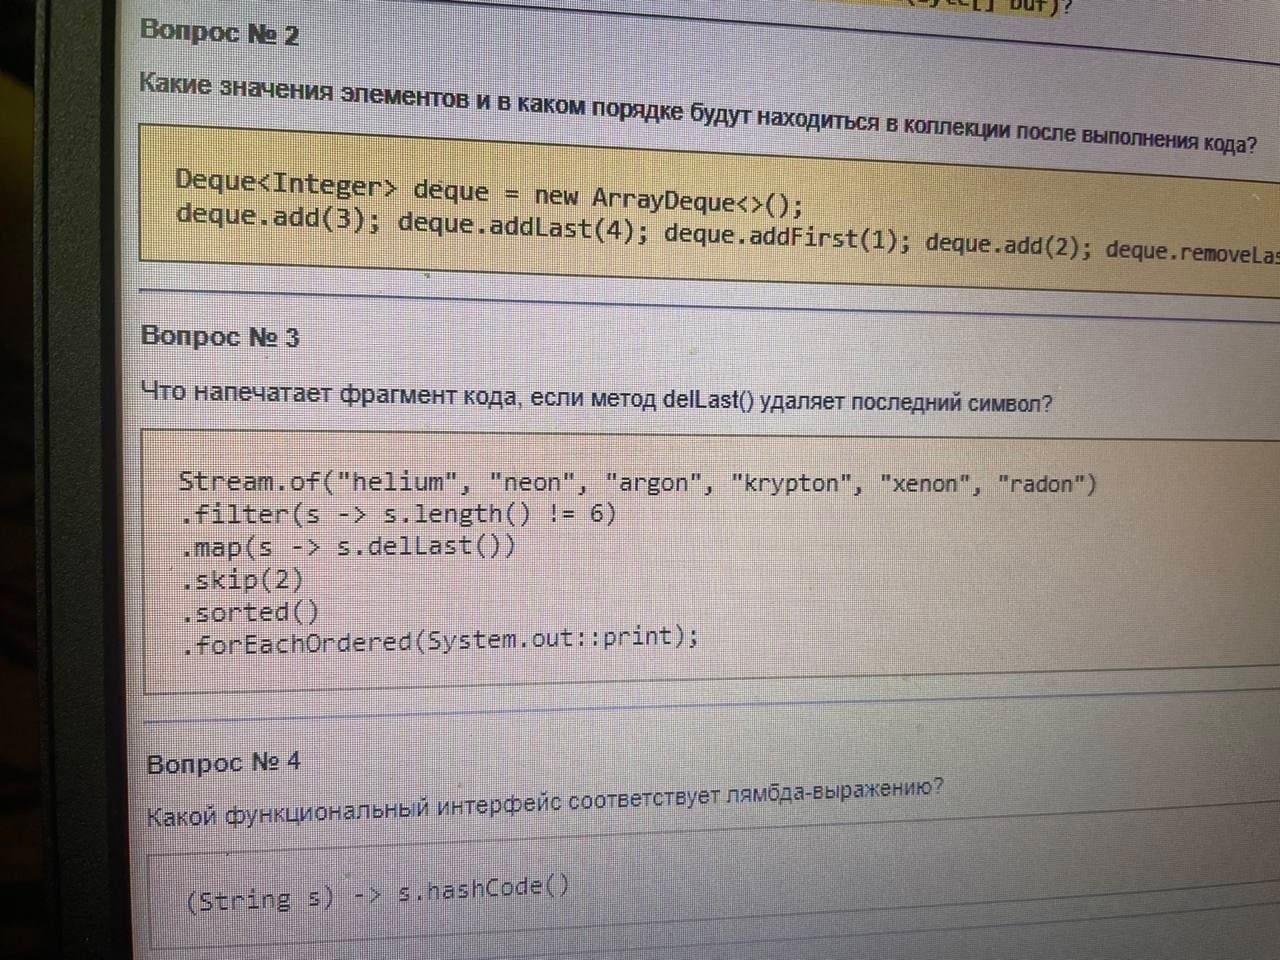 but)?
Вопрос № 2
Какие значения элементов и в каком порядке будут находиться в коллекции после выполнения кода?
Deque<Integer> deque = new ArrayDeque<>();
deque.add(3); deque.addLast(4); deque.addFirst(1); deque.add(2); deque.removeLas
Вопрос № 3
Что напечатает фрагмент кода, если метод delLast() удаляет последний символ?
Stream.of("helium", "neon", "argon", "krypton", "xenon", "radon")
.filter(s -> s.length() != 6)
.map(s -> s.delLast())
.skip(2)
.sorted()
.forEachOrdered(System.out::print);
Вопрос № 4
Какой функциональный интерфейс соответствует лямбда-выражению?
(String s) -> s.hashCode()